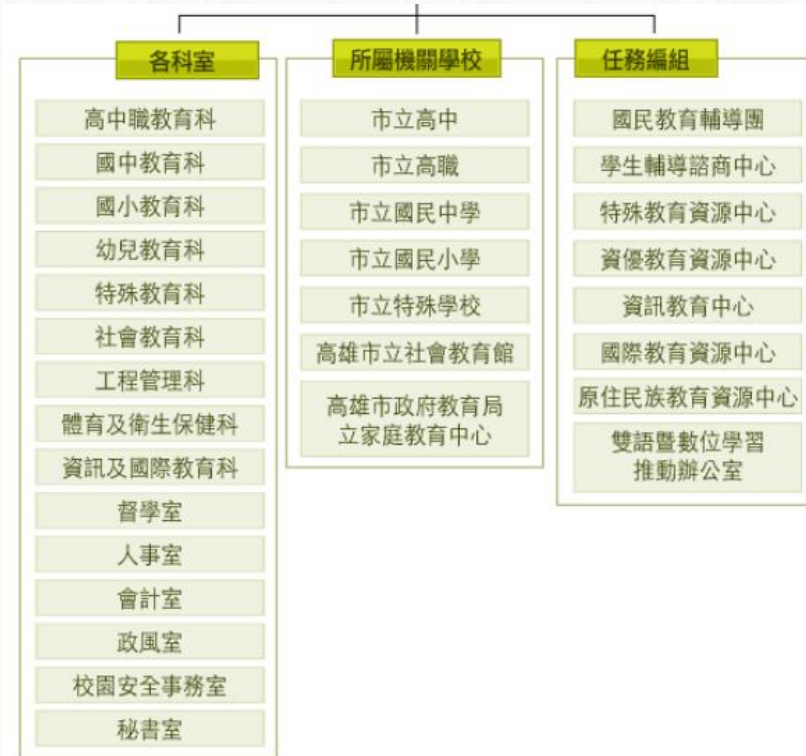 各科室
高中職教育科
國中教育科
國小教育科
幼兒教育科
特殊教育科
社會教育科
工程管理科
體育及衛生保健科
資訊及國際教育科
督學室
人事室
會計室
政風室
校園安全事務室
秘書室
所屬機關學校
市立高中
市立高職
市立國民中學
市立國民小學
市立特殊學校
高雄市立社會教育館
高雄市政府教育局
立家庭教育中心
任務編組
國民教育輔導團
學生輔導諮商中心
特殊教育資源中心
資優教育資源中心
資訊教育中心
國際教育資源中心
原住民族教育資源中心
雙語暨數位學習
推動辦公室